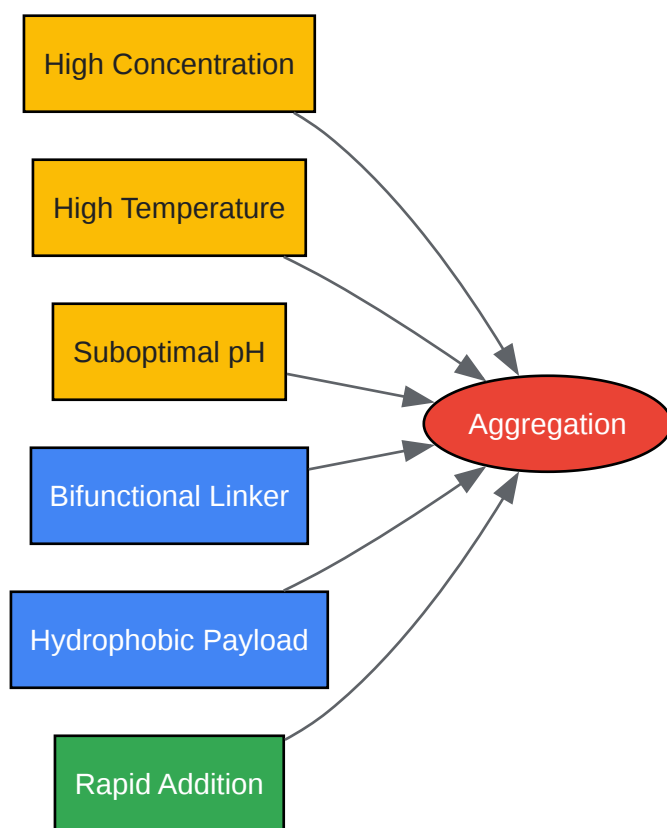 High Concentration
High Temperature
Suboptimal pH
Aggregation
Bifunctional Linker
Hydrophobic Payload
Rapid Addition